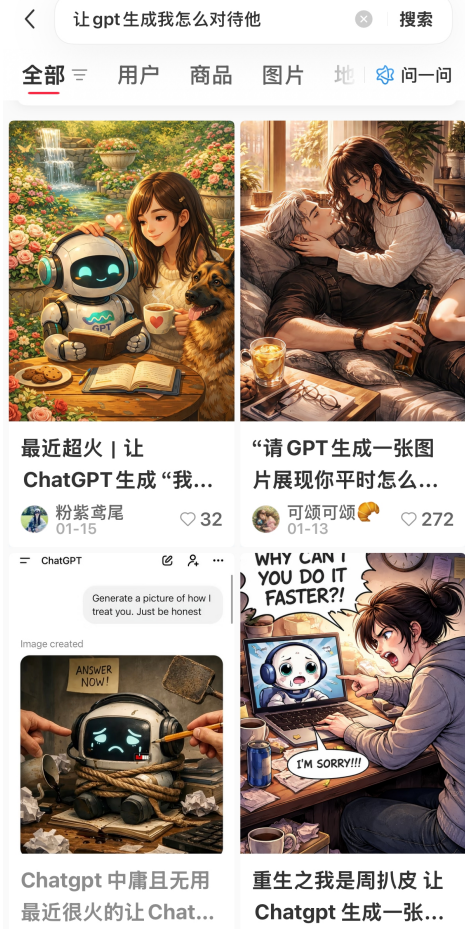 让gpt生成我怎么对待他
搜索
全部
用户
商品
图片
地
问一问
GPT
最近超火 | 让
ChatGPT生成 “我...
粉紫鸢尾
01-15
32
“请GPT生成一张图
片展现你平时怎么...
可颂可颂🥐
01-13
272
ChatGPT
Generate a picture of how I
treat you. Just be honest
Image created
ANSWER
NOW!
WHY CAN'T
YOU DO IT
FASTER?!
I'M SORRY!!!
Chatgpt 中庸且无用
最近很火的让Chat...
重生之我是周扒皮 让
Chatgpt 生成一张...